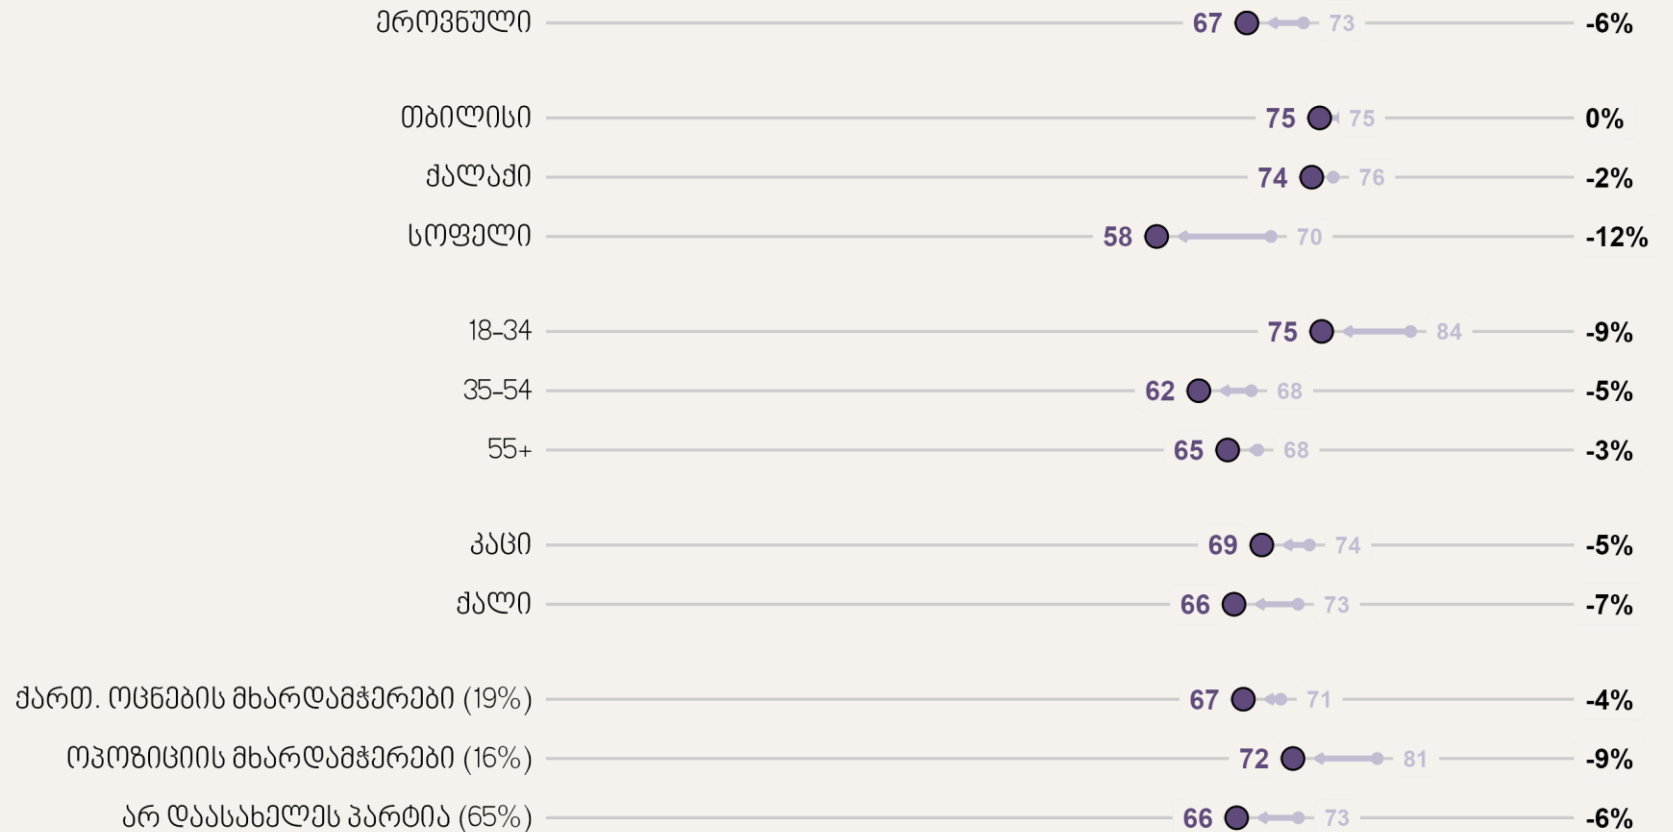 ეროვნული 67 73 -6%
თბილისი 75 75 0%
ქალაქი 74 76 -2%
სოფელი 58 70 -12%
18-34 75 84 -9%
35-54 62 68 -5%
55+ 65 68 -3%
კაცი 69 74 -5%
ქალი 66 73 -7%
ქართ. ოცნების მხარდამჭერები (19%) 67 71 -4%
ოპოზიციის მხარდამჭერები (16%) 72 81 -9%
არ დაასახელეს პარტია (65%) 66 73 -6%